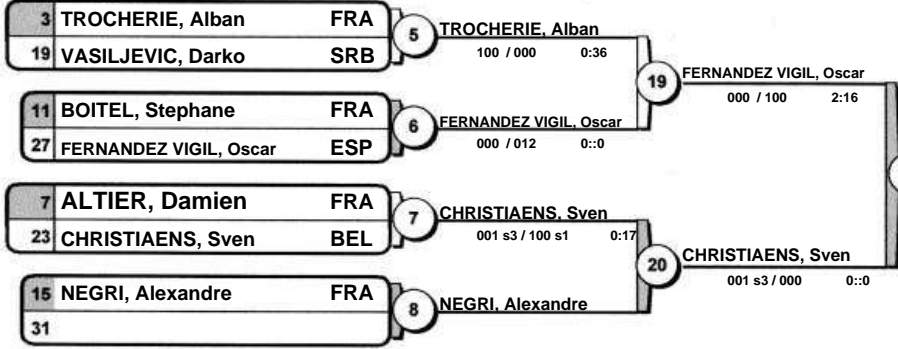 3 TROCHERIE, Alban FRA
19 VASILJEVIC, Darko SRB
5
TROCHERIE, Alban
100 / 000 0:36
11 BOITEL, Stephane FRA
27 FERNANDEZ VIGIL, Oscar ESP
6
FERNANDEZ VIGIL, Oscar
000 / 012 0::0
19
FERNANDEZ VIGIL, Oscar
000 / 100 2:16
7 ALTIER, Damien FRA
23 CHRISTIAENS, Sven BEL
7
CHRISTIAENS, Sven
001 s3 / 100 s1 0:17
15 NEGRI, Alexandre FRA
31
8
NEGRI, Alexandre
20
CHRISTIAENS, Sven
001 s3 / 000 0::0